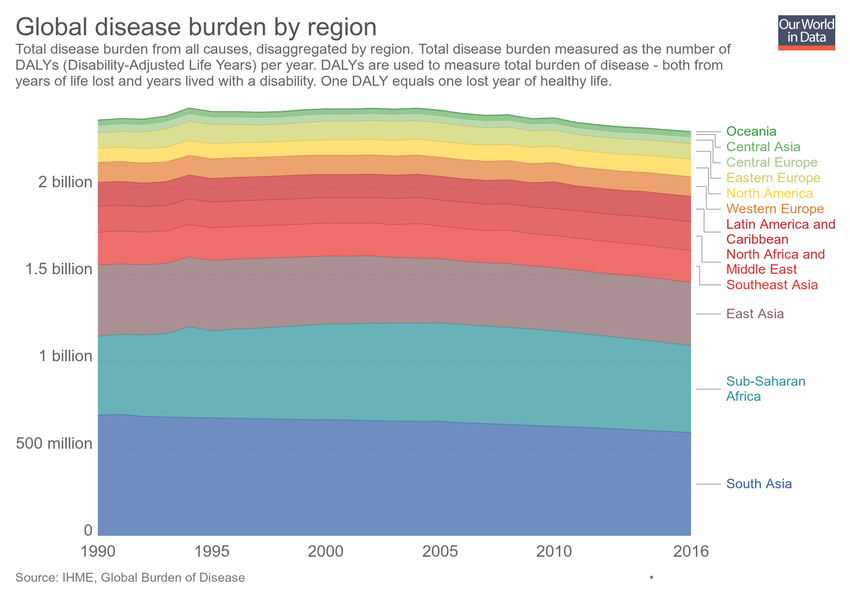 Global disease burden by region
Our World
in Data
Total disease burden from all causes, disaggregated by region. Total disease burden measured as the number of
DALYs (Disability-Adjusted Life Years) per year. DALYs are used to measure total burden of disease - both from
years of life lost and years lived with a disability. One DALY equals one lost year of healthy life.
2 billion
1.5 billion
1 billion
500 million
0
1990
1995
2000
2005
2010
2016
Oceania
Central Asia
Central Europe
Eastern Europe
North America
Western Europe
Latin America and
Caribbean
North Africa and
Middle East
Southeast Asia
East Asia
Sub-Saharan
Africa
South Asia
Source: IHME, Global Burden of Disease